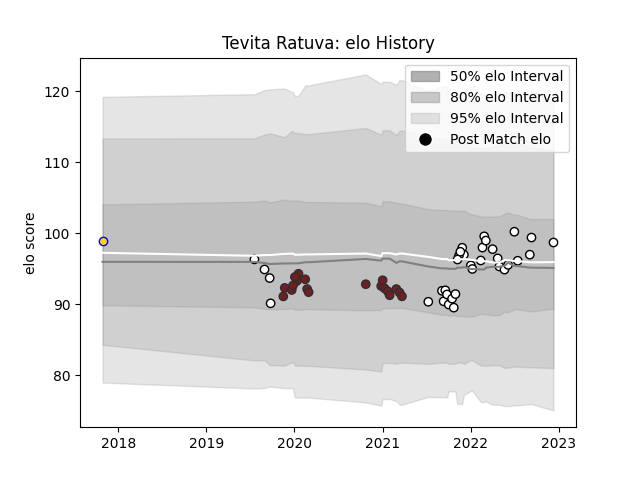 Tevita Ratuva: elo History
50% elo Interval
80% elo Interval
95% elo Interval
Post Match elo
elo score
120
110
100
90
80
2018 2019 2020 2021 2022 2023